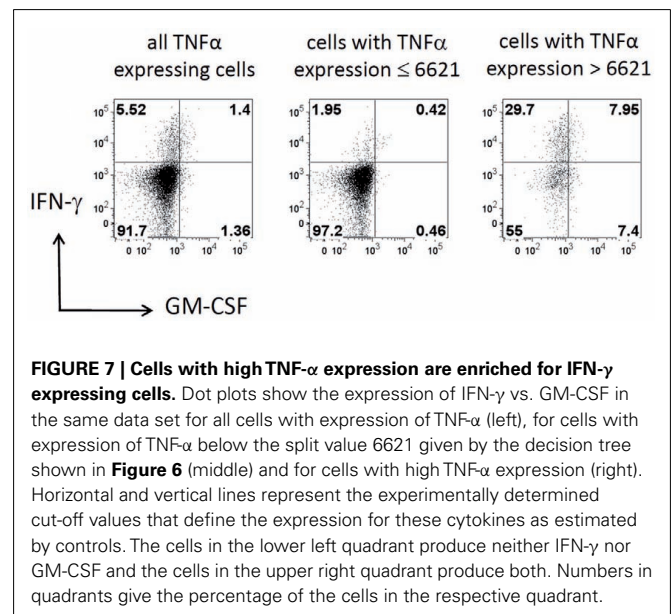 all TNFα expressing cells
cells with TNFα expression ≤ 6621
cells with TNFα expression > 6621
5.52 1.4
91.7 1.36
10⁵
10⁴
10³
10²
0
0 10² 10³ 10⁴ 10⁵
1.95 0.42
97.2 0.46
10⁵
10⁴
10³
10²
0
0 10² 10³ 10⁴ 10⁵
29.7 7.95
55 7.4
10⁵
10⁴
10³
10²
0
0 10² 10³ 10⁴ 10⁵
IFN-γ
GM-CSF
FIGURE 7 | Cells with high TNF-α expression are enriched for IFN-γ
expressing cells. Dot plots show the expression of IFN-γ vs. GM-CSF in
the same data set for all cells with expression of TNF-α (left), for cells with
expression of TNF-α below the split value 6621 given by the decision tree
shown in Figure 6 (middle) and for cells with high TNF-α expression (right).
Horizontal and vertical lines represent the experimentally determined
cut-off values that define the expression for these cytokines as estimated
by controls. The cells in the lower left quadrant produce neither IFN-γ nor
GM-CSF and the cells in the upper right quadrant produce both. Numbers in
quadrants give the percentage of the cells in the respective quadrant.